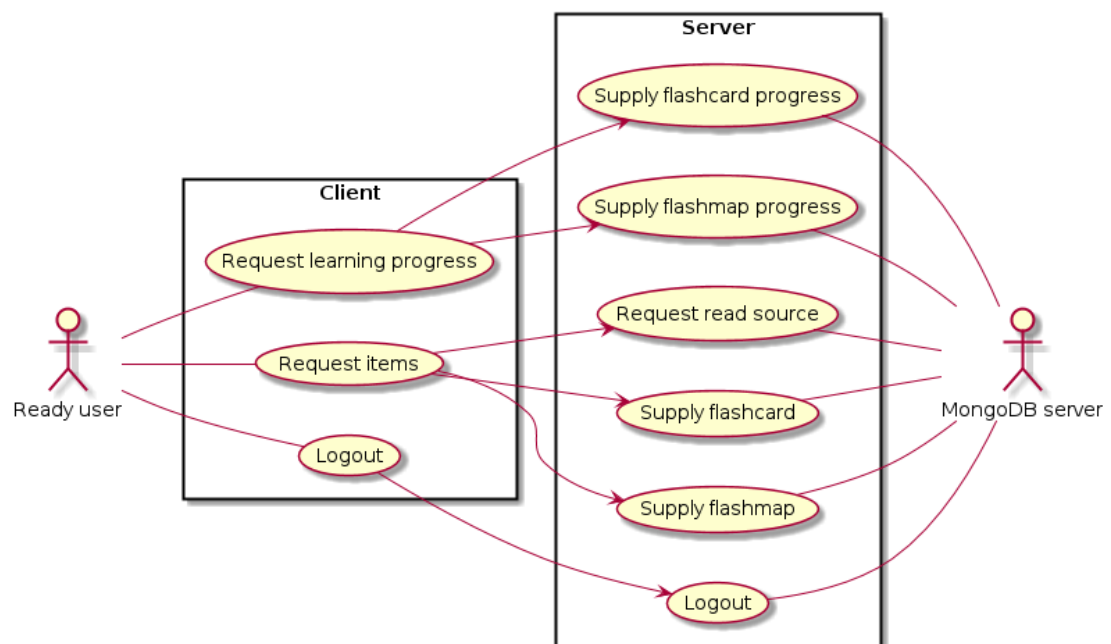 Server
Supply flashcard progress
Client
Supply flashmap progress
Request learning progress
Request read source
Request items
Ready user
MongoDB server
Supply flashcard
Logout
Supply flashmap
Logout